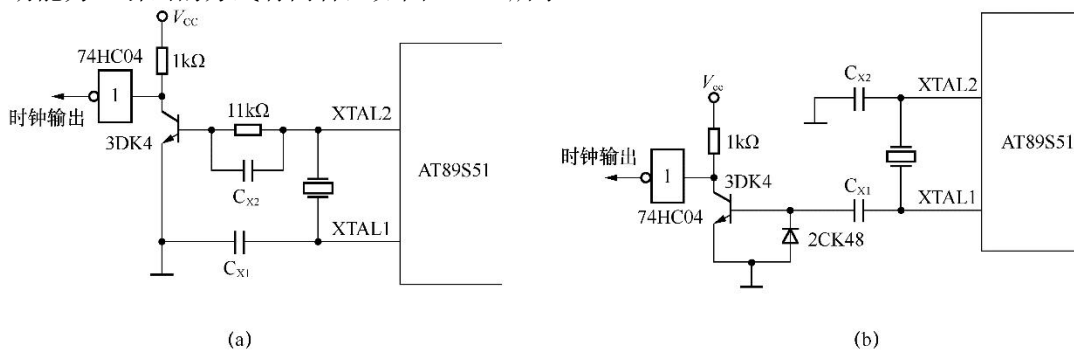 V_CC
74HC04
1kΩ
1
时钟输出
3DK4
11kΩ
C_X2
XTAL2
AT89S51
XTAL1
C_X1
(a)
C_X2
XTAL2
V_cc
1kΩ
时钟输出
1
3DK4
74HC04
C_X1
XTAL1
2CK48
AT89S51
(b)